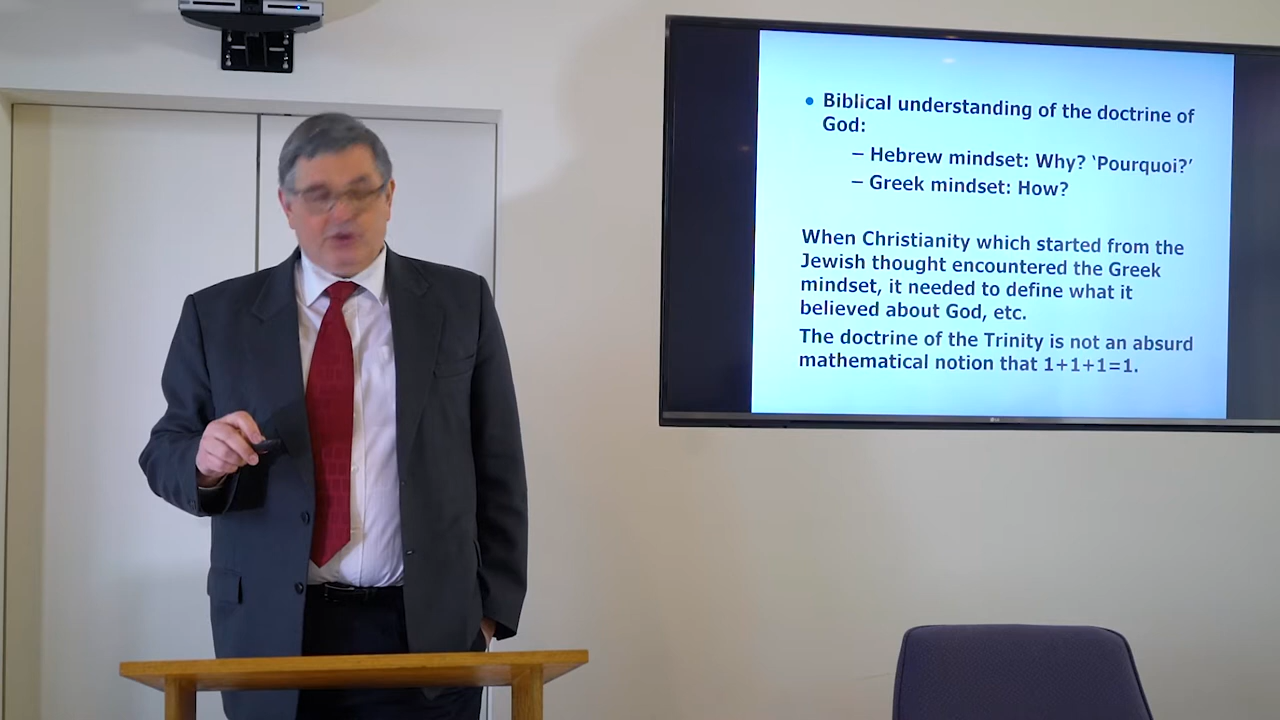 • Biblical understanding of the doctrine of
God:
– Hebrew mindset: Why? ‘Pourquoi?’
– Greek mindset: How?
When Christianity which started from the
Jewish thought encountered the Greek
mindset, it needed to define what it
believed about God, etc.
The doctrine of the Trinity is not an absurd
mathematical notion that 1+1+1=1.
LG